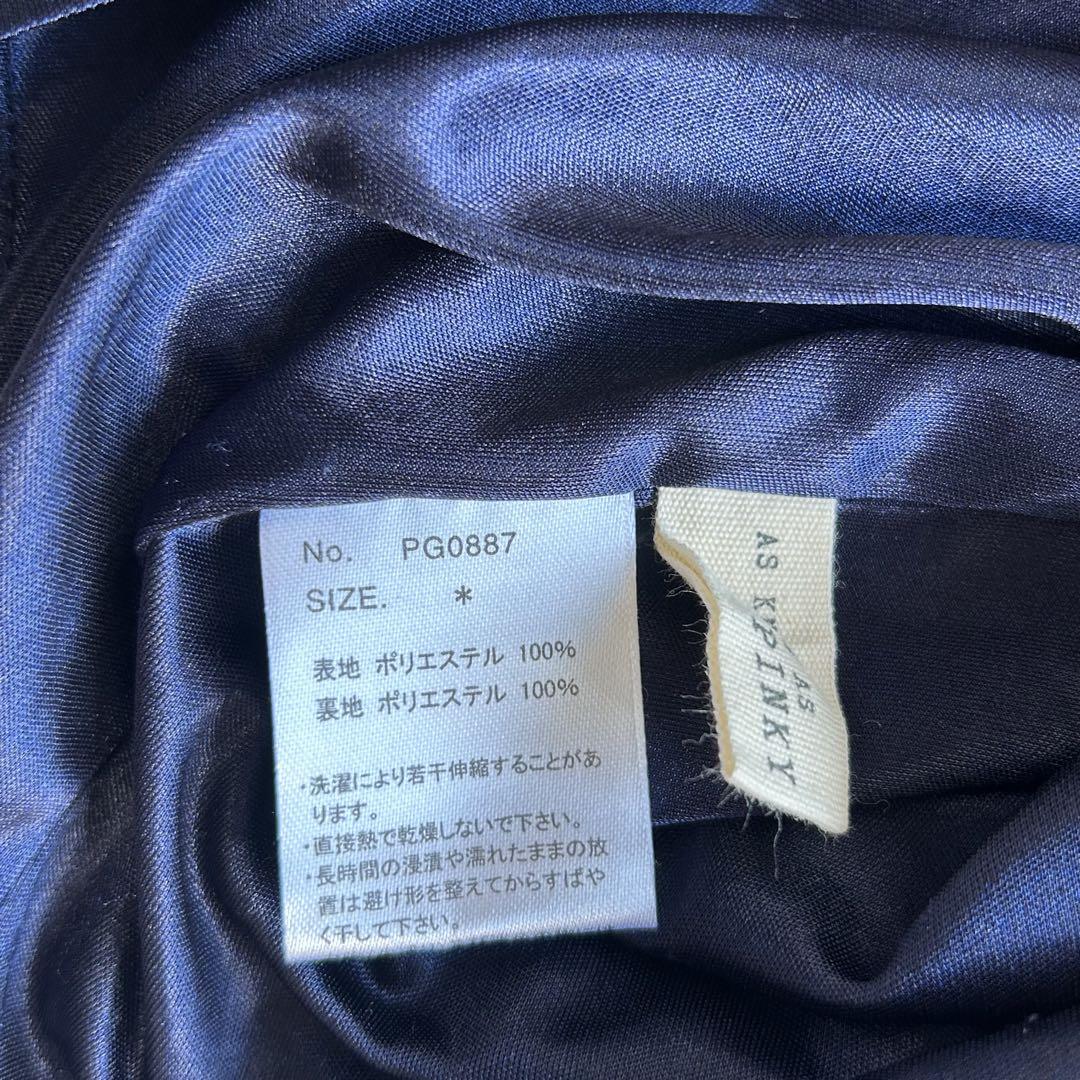 No. PG0887
SIZE. *
表地 ポリエステル 100%
裏地 ポリエステル 100%
・洗濯により若干伸縮することがあ
ります。
・直接熱で乾燥しないで下さい。
・長時間の浸漬や濡れたままの放
置は避け形を整えてからすばや
く干して下さい。
AS K
PINKY
AS